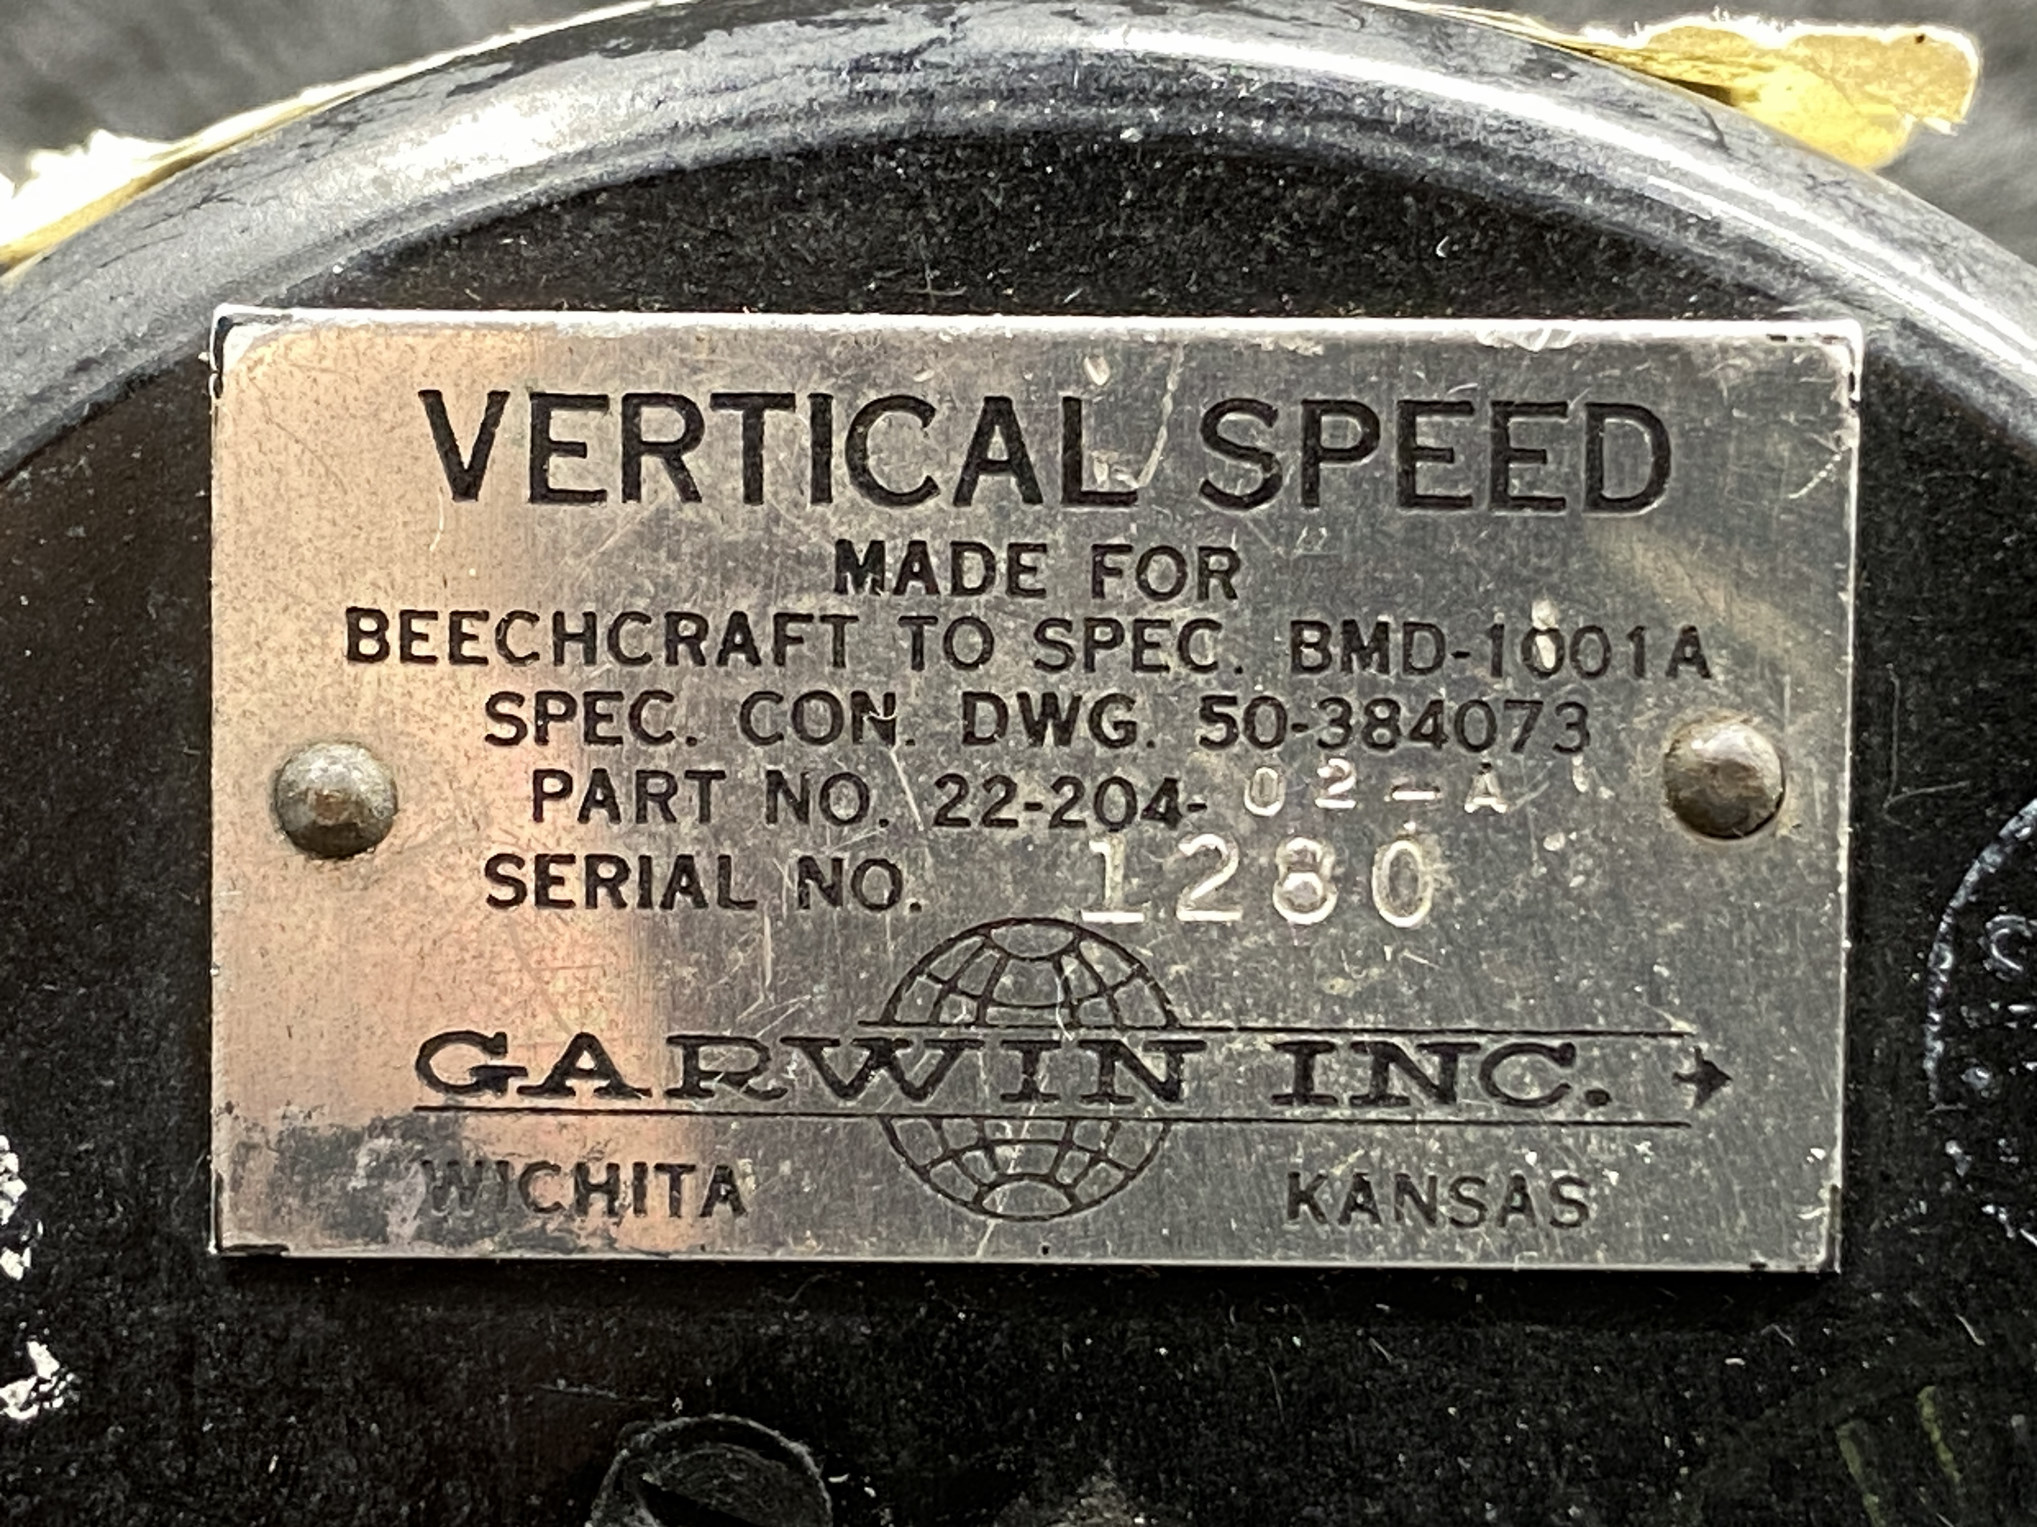 VERTICAL SPEED
MADE FOR
BEECHCRAFT TO SPEC. BMD-1001A
SPEC. CON. DWG. 50-384073
PART NO. 22-204-02-A
SERIAL NO. 1280
GARWIN INC.
WICHITA KANSAS